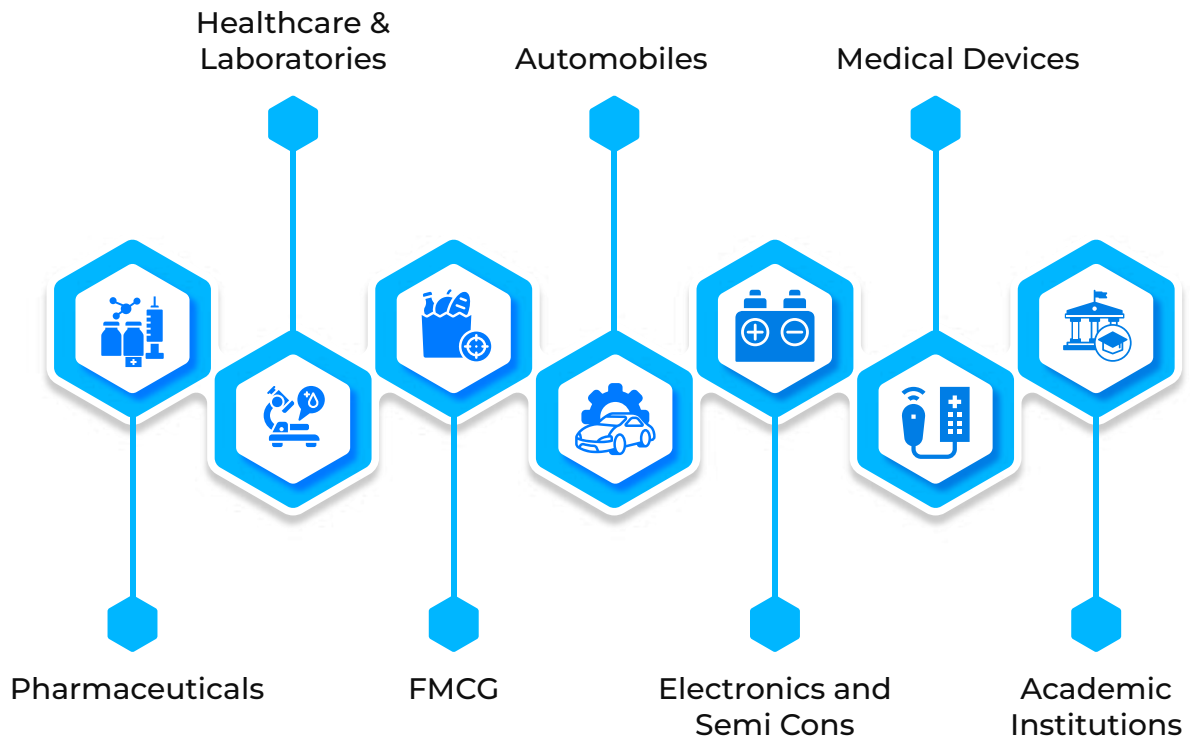 Healthcare &
Laboratories
Automobiles
Medical Devices
Pharmaceuticals
FMCG
Electronics and
Semi Cons
Academic
Institutions